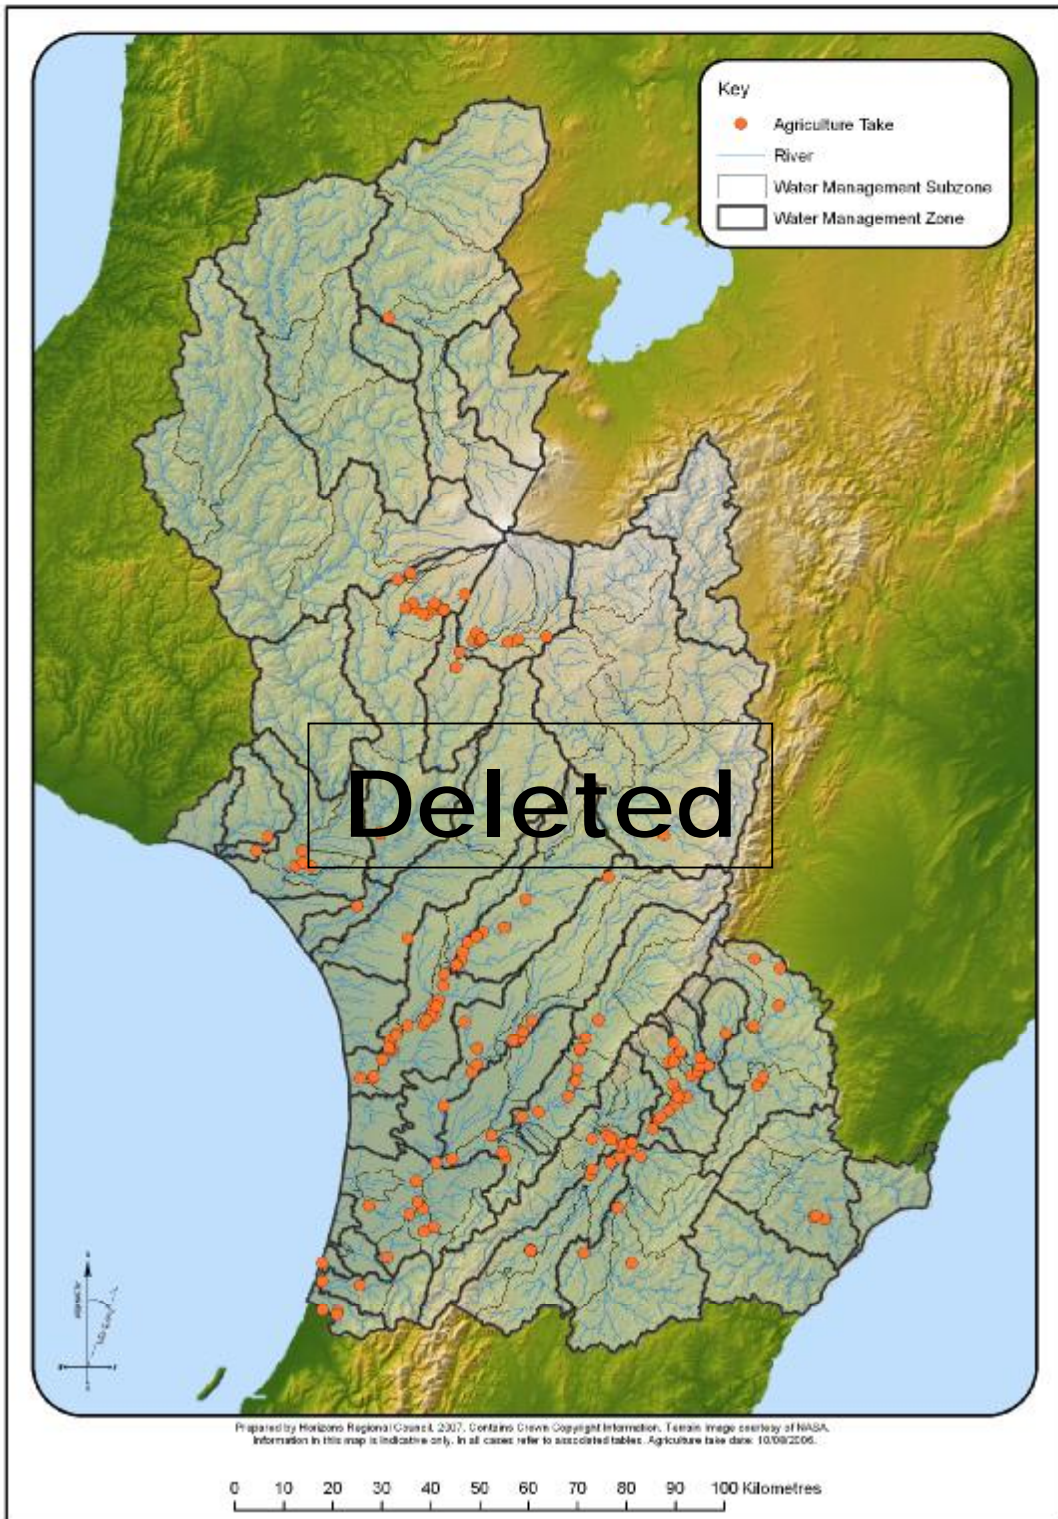 Key
Agriculture Take
River
Water Management Subzone
Water Management Zone
Deleted
Prepared by Horizons Regional Council, 2007. Contains Crown Copyright Information. Terrain image courtesy of NASA.
Information in this map is indicative only. In all cases refer to associated tables. Agriculture take date: 10/08/2006.
0 10 20 30 40 50 60 70 80 90 100 Kilometres